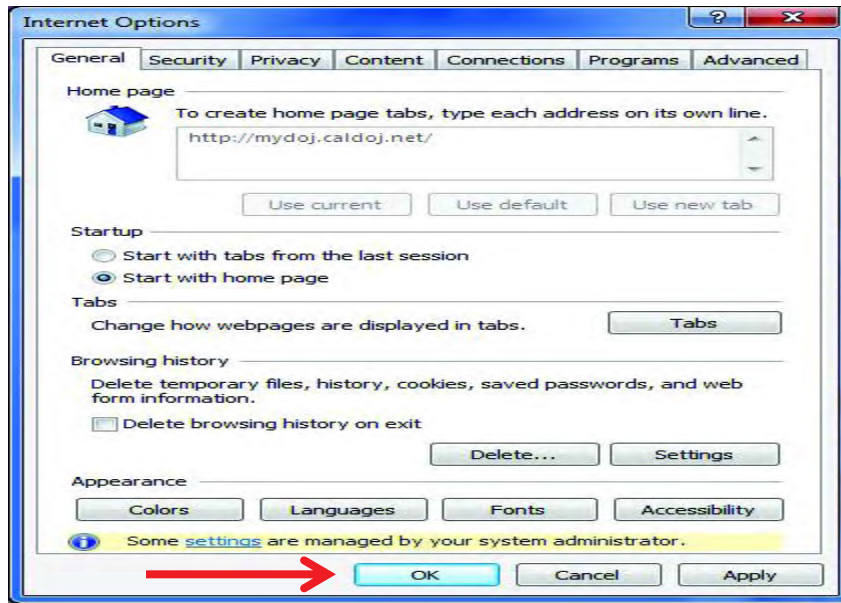 Internet Options
?
General Security Privacy Content Connections Programs Advanced
Home page
To create home page tabs, type each address on its own line.
http://mydoj.caldoj.net/
Use current Use default Use new tab
Startup
Start with tabs from the last session
Start with home page
Tabs
Change how webpages are displayed in tabs. Tabs
Browsing history
Delete temporary files, history, cookies, saved passwords, and web
form information.
Delete browsing history on exit
Delete... Settings
Appearance
Colors Languages Fonts Accessibility
Some settings are managed by your system administrator.
OK Cancel Apply